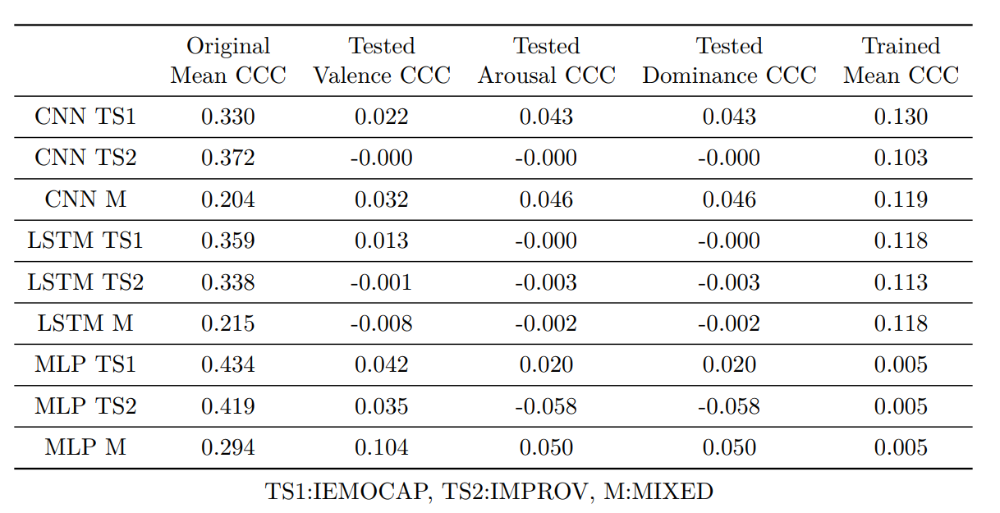 Original Tested Tested Tested Trained
Mean CCC Valence CCC Arousal CCC Dominance CCC Mean CCC
CNN TS1 0.330 0.022 0.043 0.043 0.130
CNN TS2 0.372 -0.000 -0.000 -0.000 0.103
CNN M 0.204 0.032 0.046 0.046 0.119
LSTM TS1 0.359 0.013 -0.000 -0.000 0.118
LSTM TS2 0.338 -0.001 -0.003 -0.003 0.113
LSTM M 0.215 -0.008 -0.002 -0.002 0.118
MLP TS1 0.434 0.042 0.020 0.020 0.005
MLP TS2 0.419 0.035 -0.058 -0.058 0.005
MLP M 0.294 0.104 0.050 0.050 0.005
TS1:IEMOCAP, TS2:IMPROV, M:MIXED